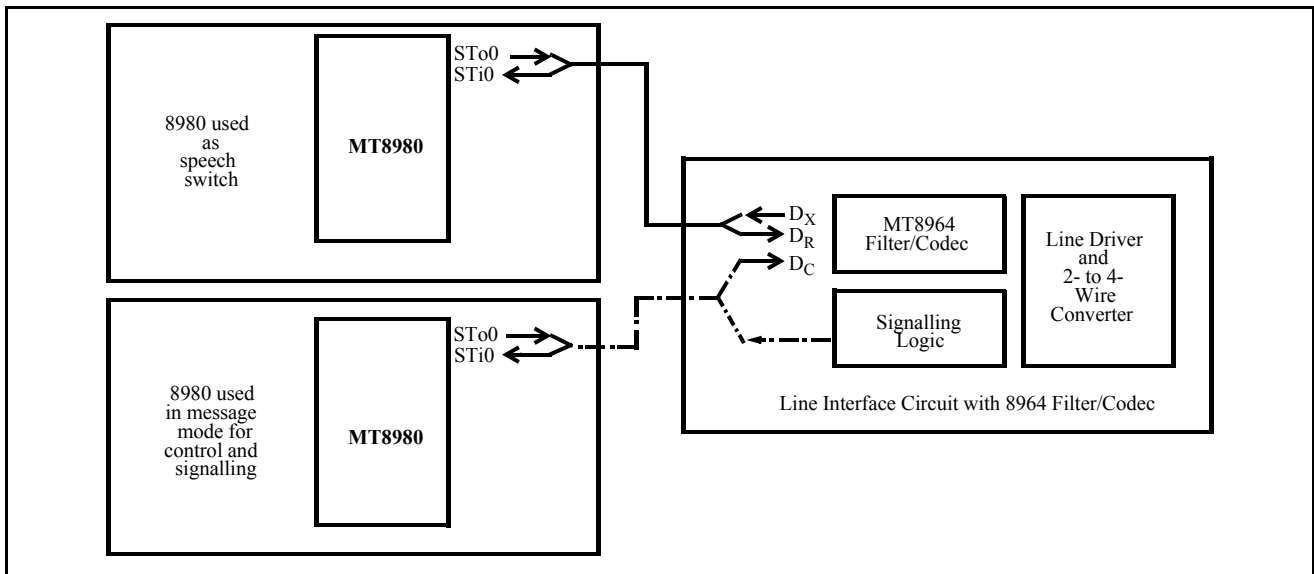 8980 used
as
speech
switch
MT8980
STo0
STi0
8980 used
in message
mode for
control and
signalling
MT8980
STo0
STi0
DX
DR
DC
MT8964
Filter/Codec
Signalling
Logic
Line Driver
and
2- to 4-
Wire
Converter
Line Interface Circuit with 8964 Filter/Codec